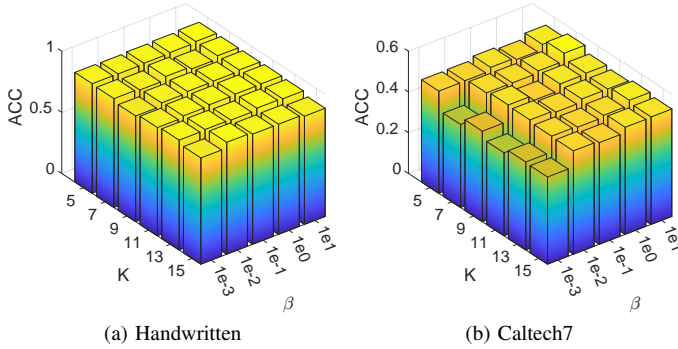 1
0.5
0
ACC
5
7
9
11
13
15
K
1e-3
1e-2
1e-1
1e0
1e1
β
(a) Handwritten
0.6
0.4
0.2
0
ACC
5
7
9
11
13
15
K
1e-3
1e-2
1e-1
1e0
1e1
β
(b) Caltech7